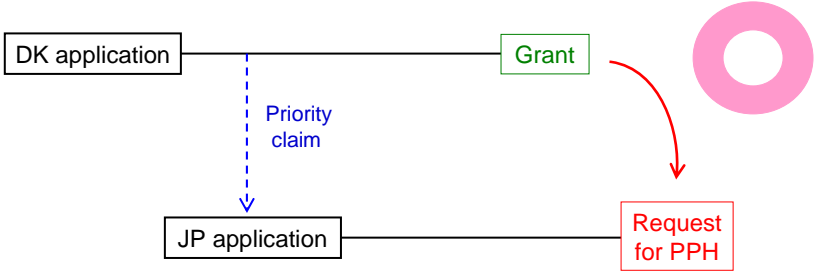 DK application
Grant
Priority
claim
JP application
Request
for PPH